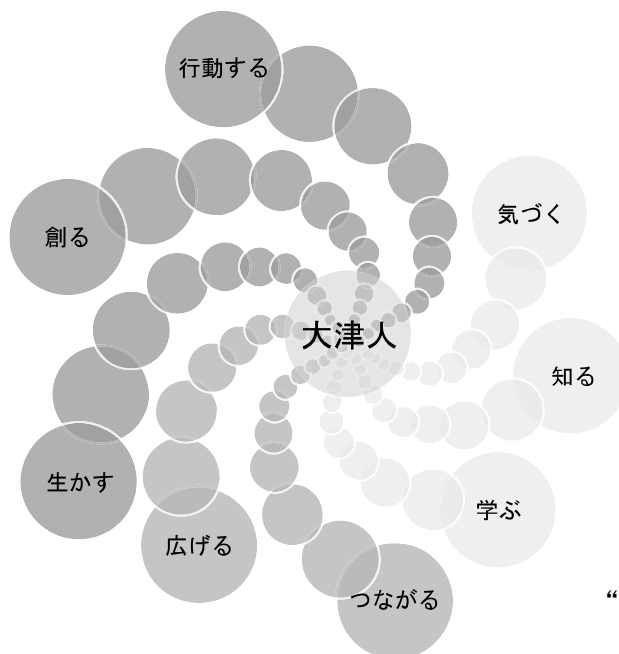 行動する
気づく
創る
大津人
知る
生かす
学ぶ
広げる
つながる
“